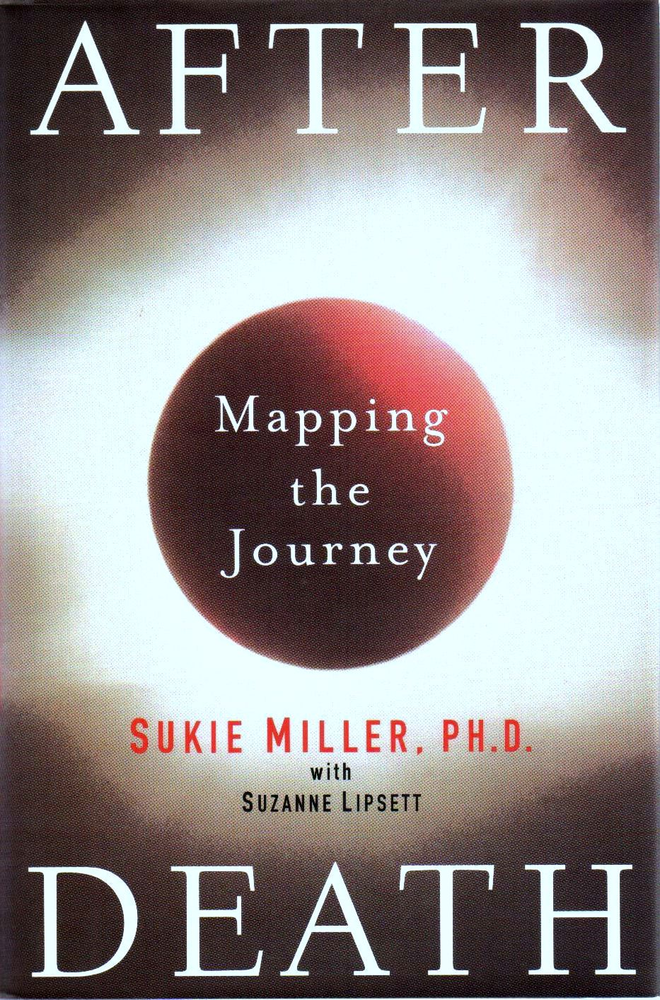 AFTER
Mapping
the
Journey
SUKIE MILLER, PH.D.
with
SUZANNE LIPSETT
DEATH